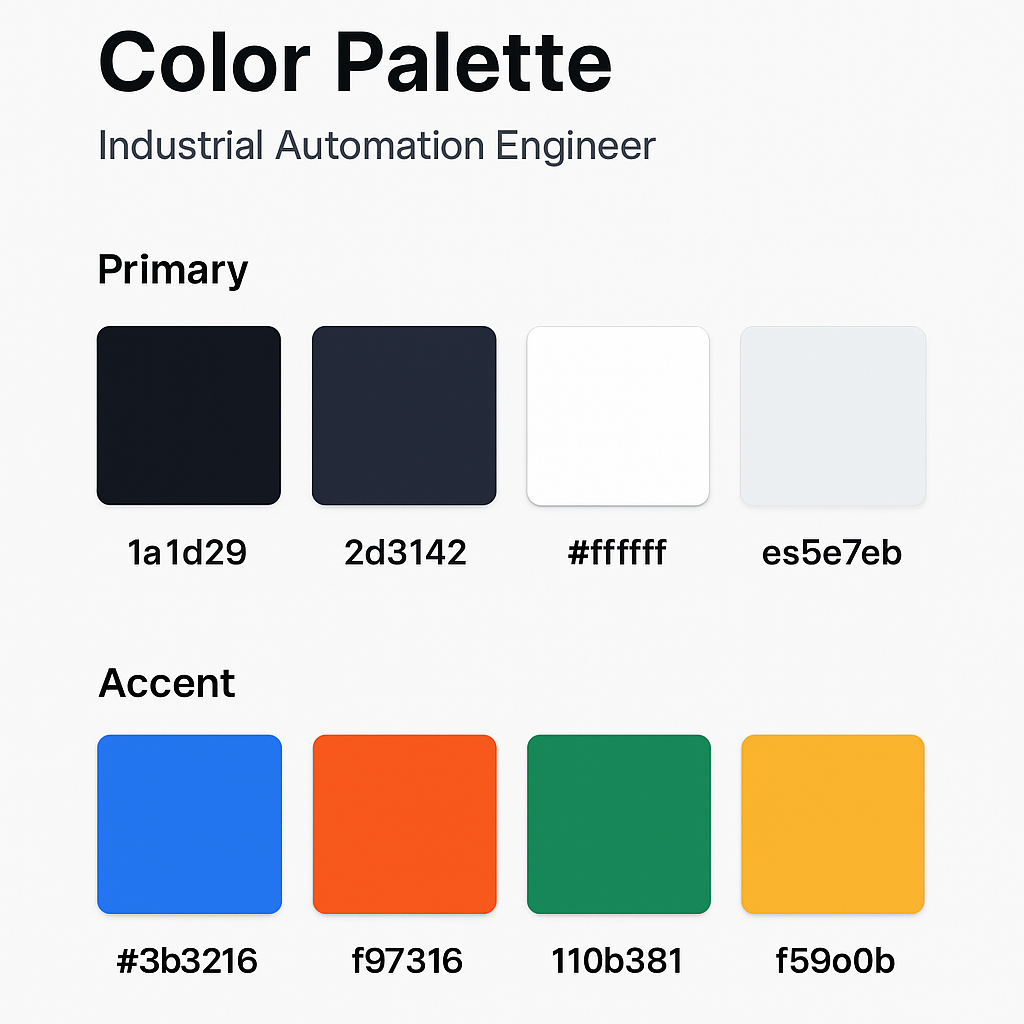 Color Palette
Industrial Automation Engineer
Primary
1a1d29 2d3142 #ffffff es5e7eb
Accent
#3b3216 f97316 110b381 f59o0b